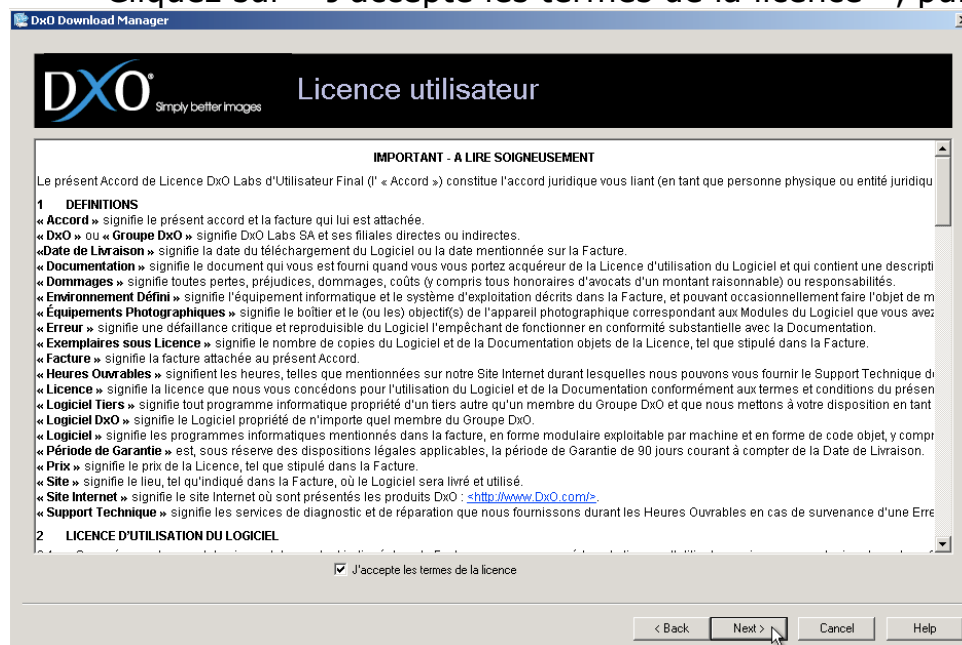 Cliquez sur « J'accepte les termes de la licence », pu
DxO Download Manager
DXO Simply better images
Licence utilisateur
IMPORTANT - A LIRE SOIGNEUSEMENT
Le présent Accord de Licence DxO Labs d'Utilisateur Final (l' « Accord ») constitue l'accord juridique vous liant (en tant que personne physique ou entité juridiqu
1 DEFINITIONS
« Accord » signifie le présent accord et la facture qui lui est attachée.
« DxO » ou « Groupe DxO » signifie DxO Labs SA et ses filiales directes ou indirectes.
«Date de Livraison » signifie la date du téléchargement du Logiciel ou la date mentionnée sur la Facture.
« Documentation » signifie le document qui vous est fourni quand vous vous portez acquéreur de la Licence d'utilisation du Logiciel et qui contient une descripti
« Dommages » signifie toutes pertes, préjudices, dommages, coûts (y compris tous honoraires d'avocats d'un montant raisonnable) ou responsabilités.
« Environnement Défini » signifie l'équipement informatique et le système d'exploitation décrits dans la Facture, et pouvant occasionnellement faire l'objet de m
« Équipements Photographiques » signifie le boîtier et le (ou les) objectif(s) de l'appareil photographique correspondant aux Modules du Logiciel que vous avez
« Erreur » signifie une défaillance critique et reproduisible du Logiciel l'empêchant de fonctionner en conformité substantielle avec la Documentation.
« Exemplaires sous Licence » signifie le nombre de copies du Logiciel et de la Documentation objets de la Licence, tel que stipulé dans la Facture.
« Facture » signifie la facture attachée au présent Accord.
« Heures Ouvrables » signifient les heures, telles que mentionnées sur notre Site Internet durant lesquelles nous pouvons vous fournir le Support Technique d
« Licence » signifie la licence que nous vous concédons pour l'utilisation du Logiciel et de la Documentation conformément aux termes et conditions du présen
« Logiciel Tiers » signifie tout programme informatique propriété d'un tiers autre qu'un membre du Groupe DxO et que nous mettons à votre disposition en tant
« Logiciel DxO » signifie le Logiciel propriété de n'importe quel membre du Groupe DxO.
« Logiciel » signifie les programmes informatiques mentionnés dans la facture, en forme modulaire exploitable par machine et en forme de code objet, y compr
« Période de Garantie » est, sous réserve des dispositions légales applicables, la période de Garantie de 90 jours courant à compter de la Date de Livraison.
« Prix » signifie le prix de la Licence, tel que stipulé dans la Facture.
« Site » signifie le lieu, tel qu'indiqué dans la Facture, où le Logiciel sera livré et utilisé.
« Site Internet » signifie le site Internet où sont présentés les produits DxO : <http://www.DxO.com/>.
« Support Technique » signifie les services de diagnostic et de réparation que nous fournissons durant les Heures Ouvrables en cas de survenance d'une Erre
2 LICENCE D'UTILISATION DU LOGICIEL
J'accepte les termes de la licence
< Back Next > Cancel Help